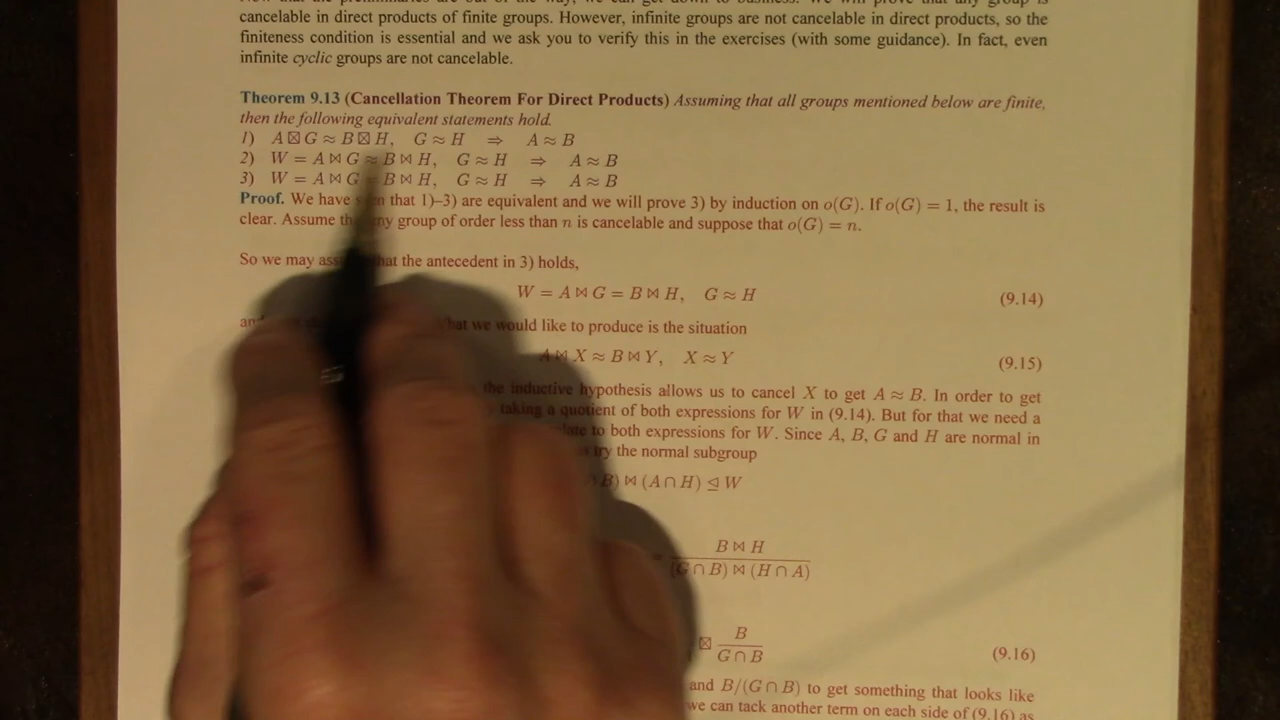 cancelable in direct products of finite groups. However, infinite groups are not cancelable in direct products, so the
finiteness condition is essential and we ask you to verify this in the exercises (with some guidance). In fact, even
infinite cyclic groups are not cancelable.
Theorem 9.13 (Cancellation Theorem For Direct Products) Assuming that all groups mentioned below are finite,
then the following equivalent statements hold.
1) A ⊠ G ≈ B ⊠ H, G ≈ H ⇒ A ≈ B
2) W = A ⋈ G ≈ B ⋈ H, G ≈ H ⇒ A ≈ B
3) W = A ⋈ G = B ⋈ H, G ≈ H ⇒ A ≈ B
Proof. We have that 1)–3) are equivalent and we will prove 3) by induction on o(G). If o(G) = 1, the result is
clear. Assume group of order less than n is cancelable and suppose that o(G) = n.
So we may that the antecedent in 3) holds,
W = A ⋈ G = B ⋈ H, G ≈ H (9.14)
what we would like to produce is the situation
A ⋈ X ≈ B ⋈ Y, X ≈ Y (9.15)
the inductive hypothesis allows us to cancel X to get A ≈ B. In order to get
taking a quotient of both expressions for W in (9.14). But for that we need a
to both expressions for W. Since A, B, G and H are normal in
try the normal subgroup
B) ⋈ (A ∩ H) ⊴ W
= B ⋈ H
(G ∩ B) ⋈ (H ∩ A)
⊠ B
G ∩ B (9.16)
and B/(G ∩ B) to get something that looks like
we can tack another term on each side of (9.16) as